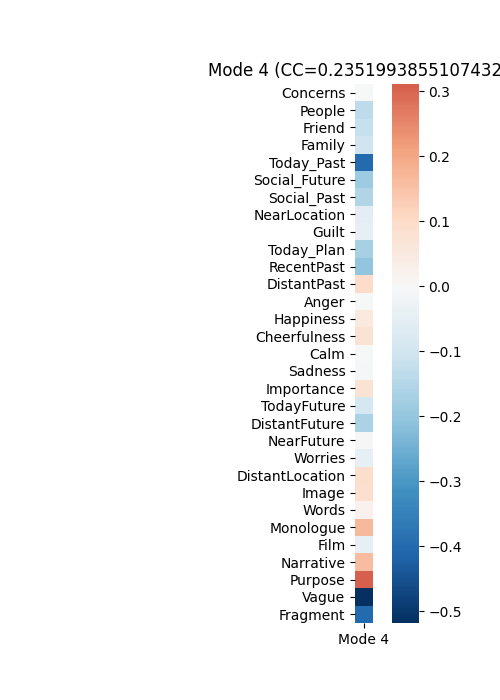 Mode 4 (CC=0.2351993855107432
Concerns
People
Friend
Family
Today_Past
Social_Future
Social_Past
NearLocation
Guilt
Today_Plan
RecentPast
DistantPast
Anger
Happiness
Cheerfulness
Calm
Sadness
Importance
TodayFuture
DistantFuture
NearFuture
Worries
DistantLocation
Image
Words
Monologue
Film
Narrative
Purpose
Vague
Fragment
Mode 4
0.3
0.2
0.1
0.0
−0.1
−0.2
−0.3
−0.4
−0.5